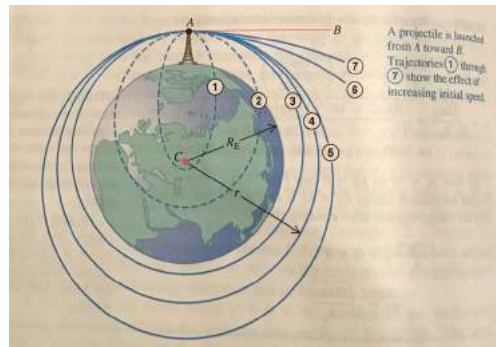 A
B
A projectile is launched
from A toward B.
Trajectories ① through
⑦ show the effect of
increasing initial speed.
⑦
⑥
①
②
③
④
⑤
R_E
C
r